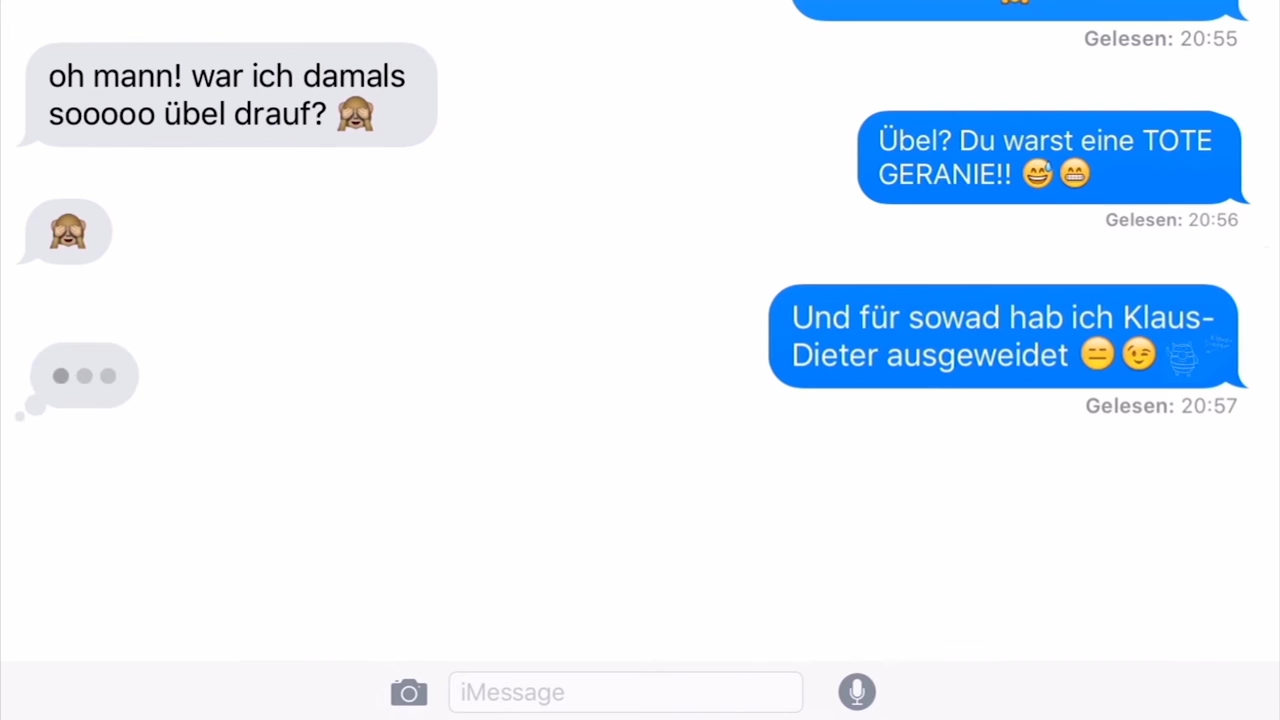 Gelesen: 20:55
oh mann! war ich damals
sooooo übel drauf? 🙈
Übel? Du warst eine TOTE
GERANIE!! 😅😁
Gelesen: 20:56
🙈
Und für sowad hab ich Klaus-
Dieter ausgeweidet 😑😉
Gelesen: 20:57
iMessage